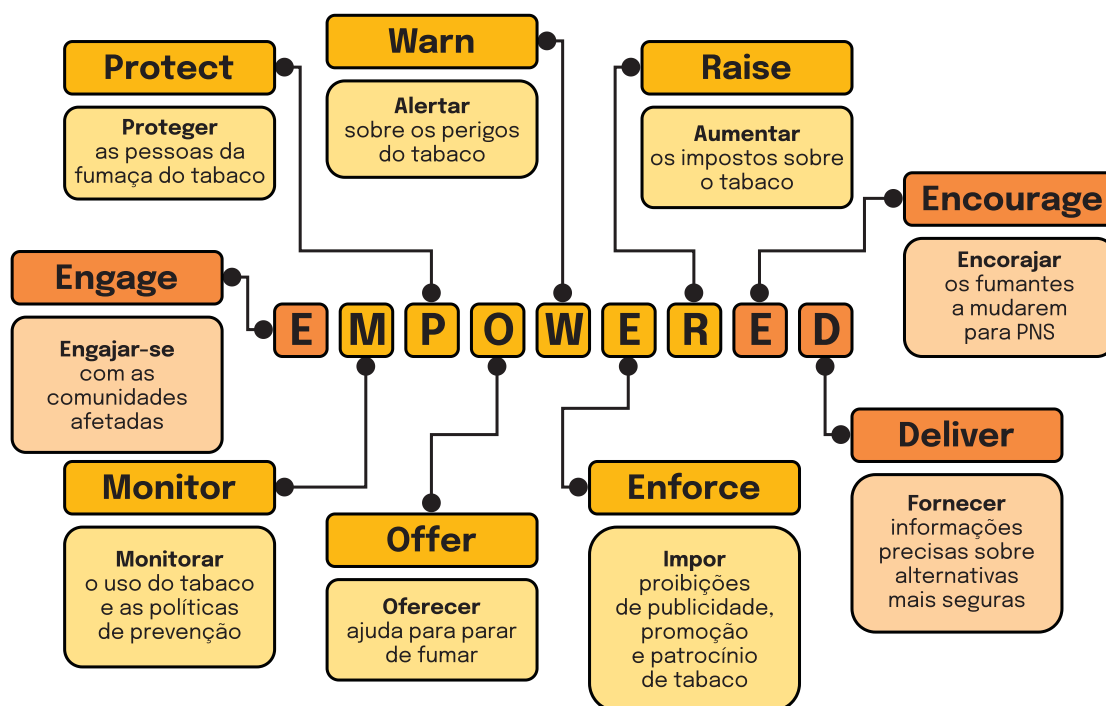 Protect
Proteger
as pessoas da
fumaça do tabaco
Warn
Alertar
sobre os perigos
do tabaco
Raise
Aumentar
os impostos sobre
o tabaco
Encourage
Encorajar
os fumantes
a mudarem
para PNS
Engage
Engajar-se
com as
comunidades
afetadas
E M P O W E R E D
Monitor
Monitorar
o uso do tabaco
e as políticas
de prevenção
Offer
Oferecer
ajuda para parar
de fumar
Enforce
Impor
proibições
de publicidade,
promoção
e patrocínio
de tabaco
Deliver
Fornecer
informações
precisas sobre
alternativas
mais seguras